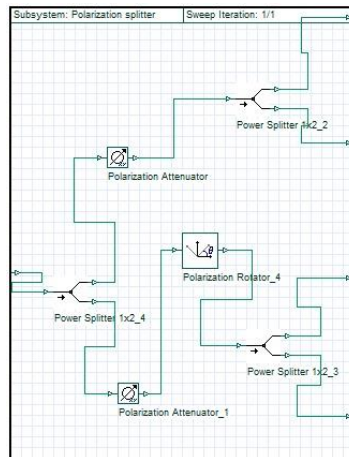 Subsystem: Polarization splitter Sweep Iteration: 1/1
Power Splitter 1x2_2
Polarization Attenuator
Polarization Rotator_4
Power Splitter 1x2_4
Power Splitter 1x2_3
Polarization Attenuator_1